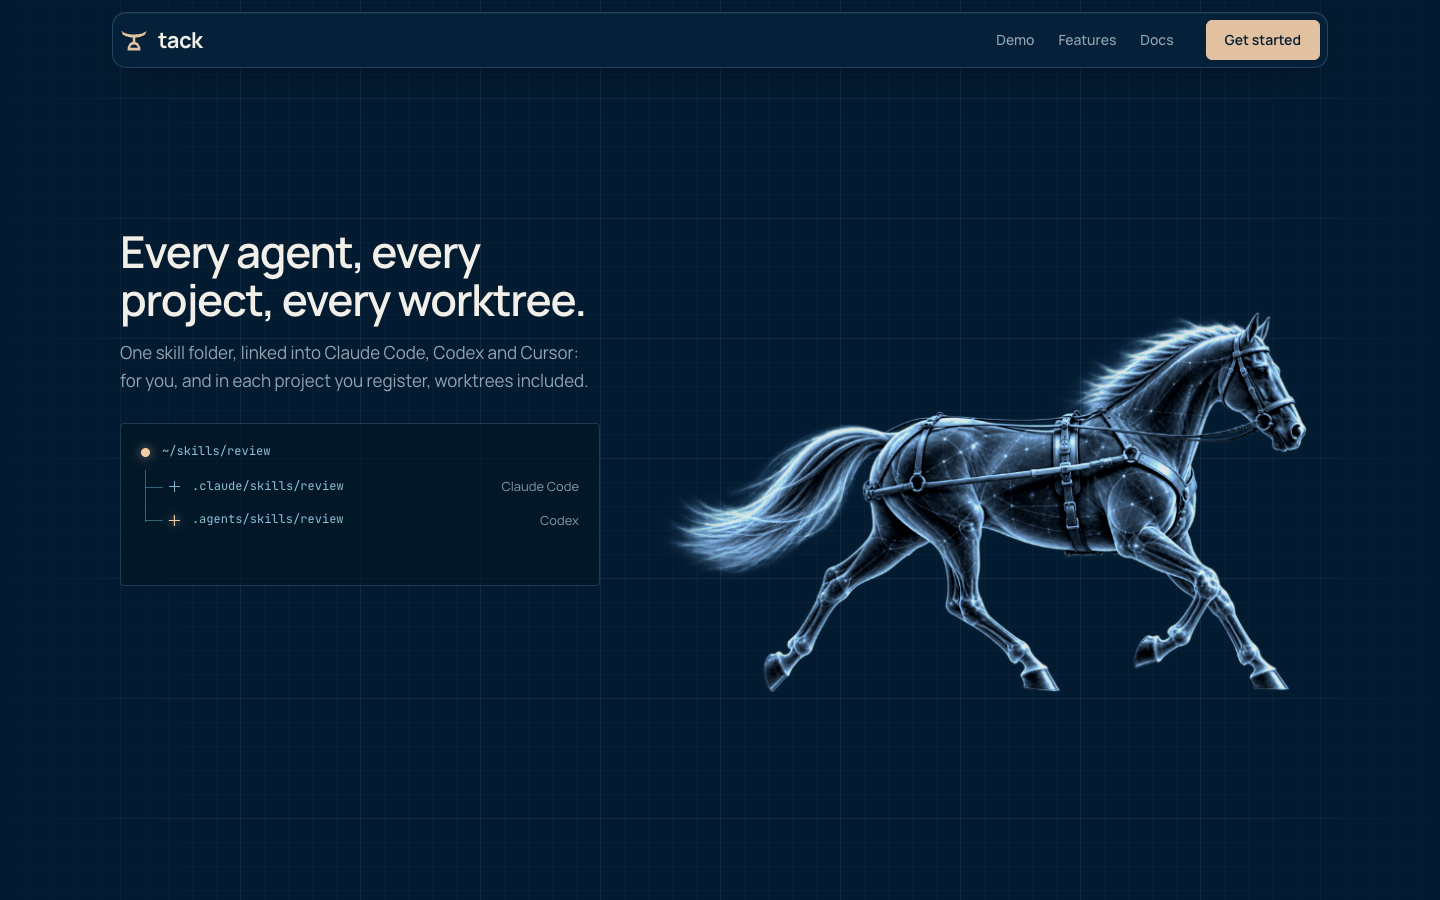 tack
Demo
Features
Docs
Get started
Every agent, every
project, every worktree.
One skill folder, linked into Claude Code, Codex and Cursor:
for you, and in each project you register, worktrees included.
~/skills/review
.claude/skills/review
Claude Code
.agents/skills/review
Codex